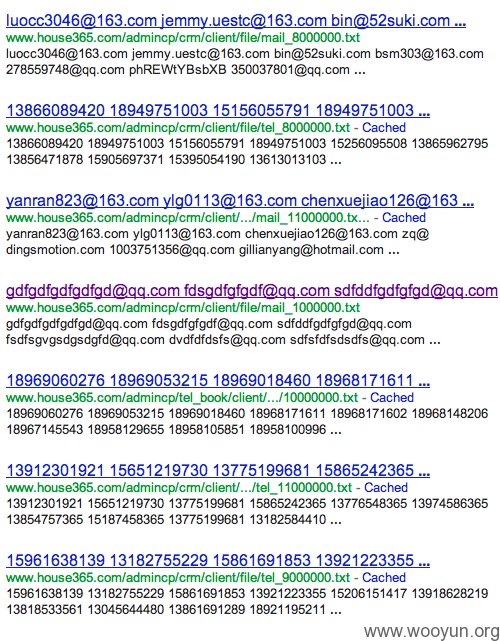 luocc3046@163.com jemmy.uestc@163.com bin@52suki.com ...
www.house365.com/admincp/crm/client/file/mail_8000000.txt
luocc3046@163.com jemmy.uestc@163.com bin@52suki.com bsm303@163.com
278559748@qq.com phREWtYBsbXB 350037801@qq.com ...
13866089420 18949751003 15156055791 18949751003 ...
www.house365.com/admincp/crm/client/file/tel_8000000.txt - Cached
13866089420 18949751003 15156055791 18949751003 15256095508 13865962795
13856471878 15905697371 15395054190 13613013103 ...
yanran823@163.com ylg0113@163.com chenxuejiao126@163 ...
www.house365.com/admincp/crm/client/.../mail_11000000.tx... - Cached
yanran823@163.com ylg0113@163.com chenxuejiao126@163.com zq@
dingsmotion.com 1003751356@qq.com gillianyang@hotmail.com ...
gdfgdfgdfgdfgd@qq.com fdsgdfgfgdf@qq.com sdfddfgdfgfgd@qq.com
www.house365.com/admincp/crm/client/file/mail_1000000.txt
gdfgdfgdfgdfgd@qq.com fdsgdfgfgdf@qq.com sdfddfgdfgfgd@qq.com
fsdfsgvgsdgsdgfd@qq.com dvdfdfdsfs@qq.com sdfsfdfsdsdfs@qq.com ...
18969060276 18969053215 18969018460 18968171611 ...
www.house365.com/admincp/tel_book/client/.../10000000.txt - Cached
18969060276 18969053215 18969018460 18968171611 18968171602 18968148206
18967145543 18958129655 18958105851 18958100996 ...
13912301921 15651219730 13775199681 15865242365 ...
www.house365.com/admincp/crm/client/.../tel_11000000.txt - Cached
13912301921 15651219730 13775199681 15865242365 13776548365 13974586365
13854757365 15187458365 13775199681 13182584410 ...
15961638139 13182755229 15861691853 13921223355 ...
www.house365.com/admincp/crm/client/file/tel_9000000.txt - Cached
15961638139 13182755229 15861691853 13921223355 15206151417 13918628219
13818533561 13045644480 13861691289 18921195211 ...
www.wooyun.org